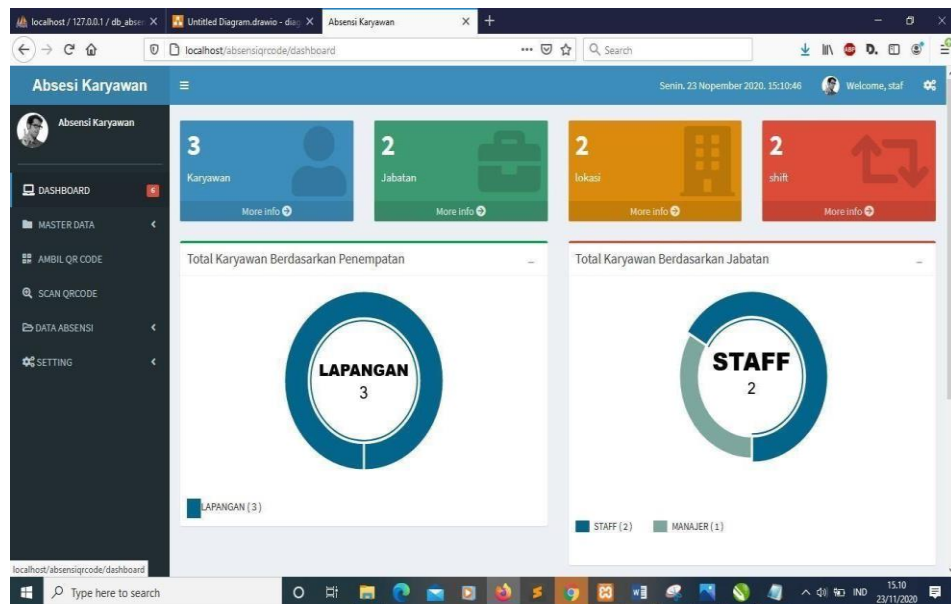 localhost / 127.0.0.1 / db_absen
Untitled Diagram.drawio - diag
Absensi Karyawan
localhost/absensiqrcode/dashboard
Search
Absesi Karyawan
Senin. 23 Nopember 2020. 15:10:46
Welcome, staf
Absensi Karyawan
DASHBOARD
6
MASTER DATA
AMBIL QR CODE
SCAN QRCODE
DATA ABSENSI
SETTING
3
Karyawan
More info
2
Jabatan
More info
2
lokasi
More info
2
shift
More info
Total Karyawan Berdasarkan Penempatan
LAPANGAN
3
LAPANGAN ( 3 )
Total Karyawan Berdasarkan Jabatan
STAFF
2
STAFF ( 2 )
MANAJER ( 1 )
localhost/absensiqrcode/dashboard
Type here to search
IND
15.10
23/11/2020